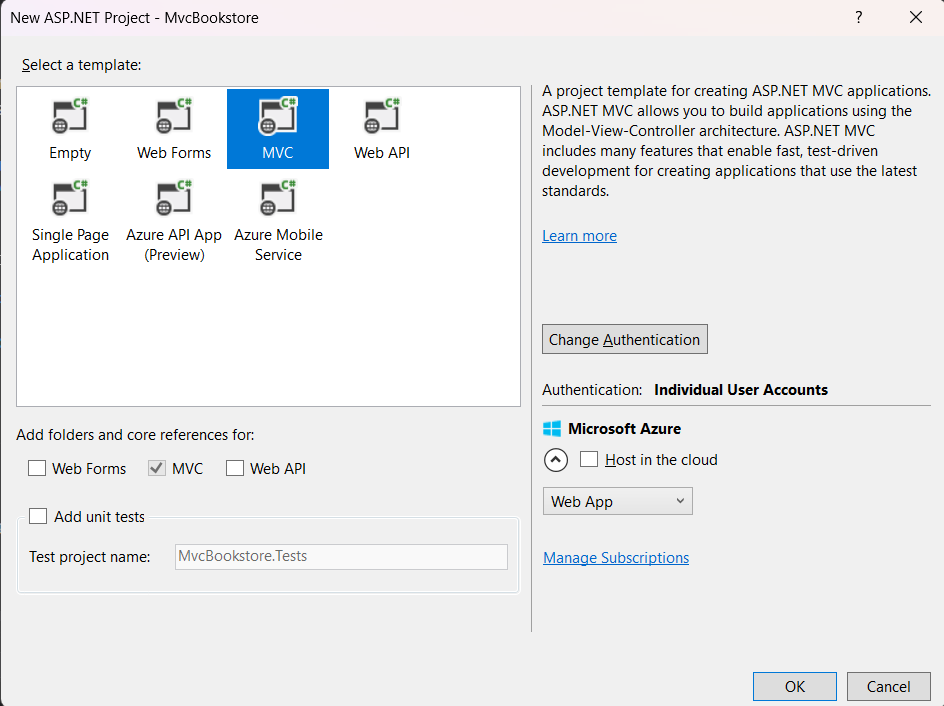 New ASP.NET Project - MvcBookstore
?
Select a template:
C#
C#
C#
C#
Empty
Web Forms
MVC
Web API
C#
C#
C#
Single Page
Application
Azure API App
(Preview)
Azure Mobile
Service
A project template for creating ASP.NET MVC applications.
ASP.NET MVC allows you to build applications using the
Model-View-Controller architecture. ASP.NET MVC
includes many features that enable fast, test-driven
development for creating applications that use the latest
standards.
Learn more
Change Authentication
Authentication: Individual User Accounts
Microsoft Azure
Host in the cloud
Web App
Manage Subscriptions
Add folders and core references for:
Web Forms
MVC
Web API
Add unit tests
Test project name:
MvcBookstore.Tests
OK
Cancel